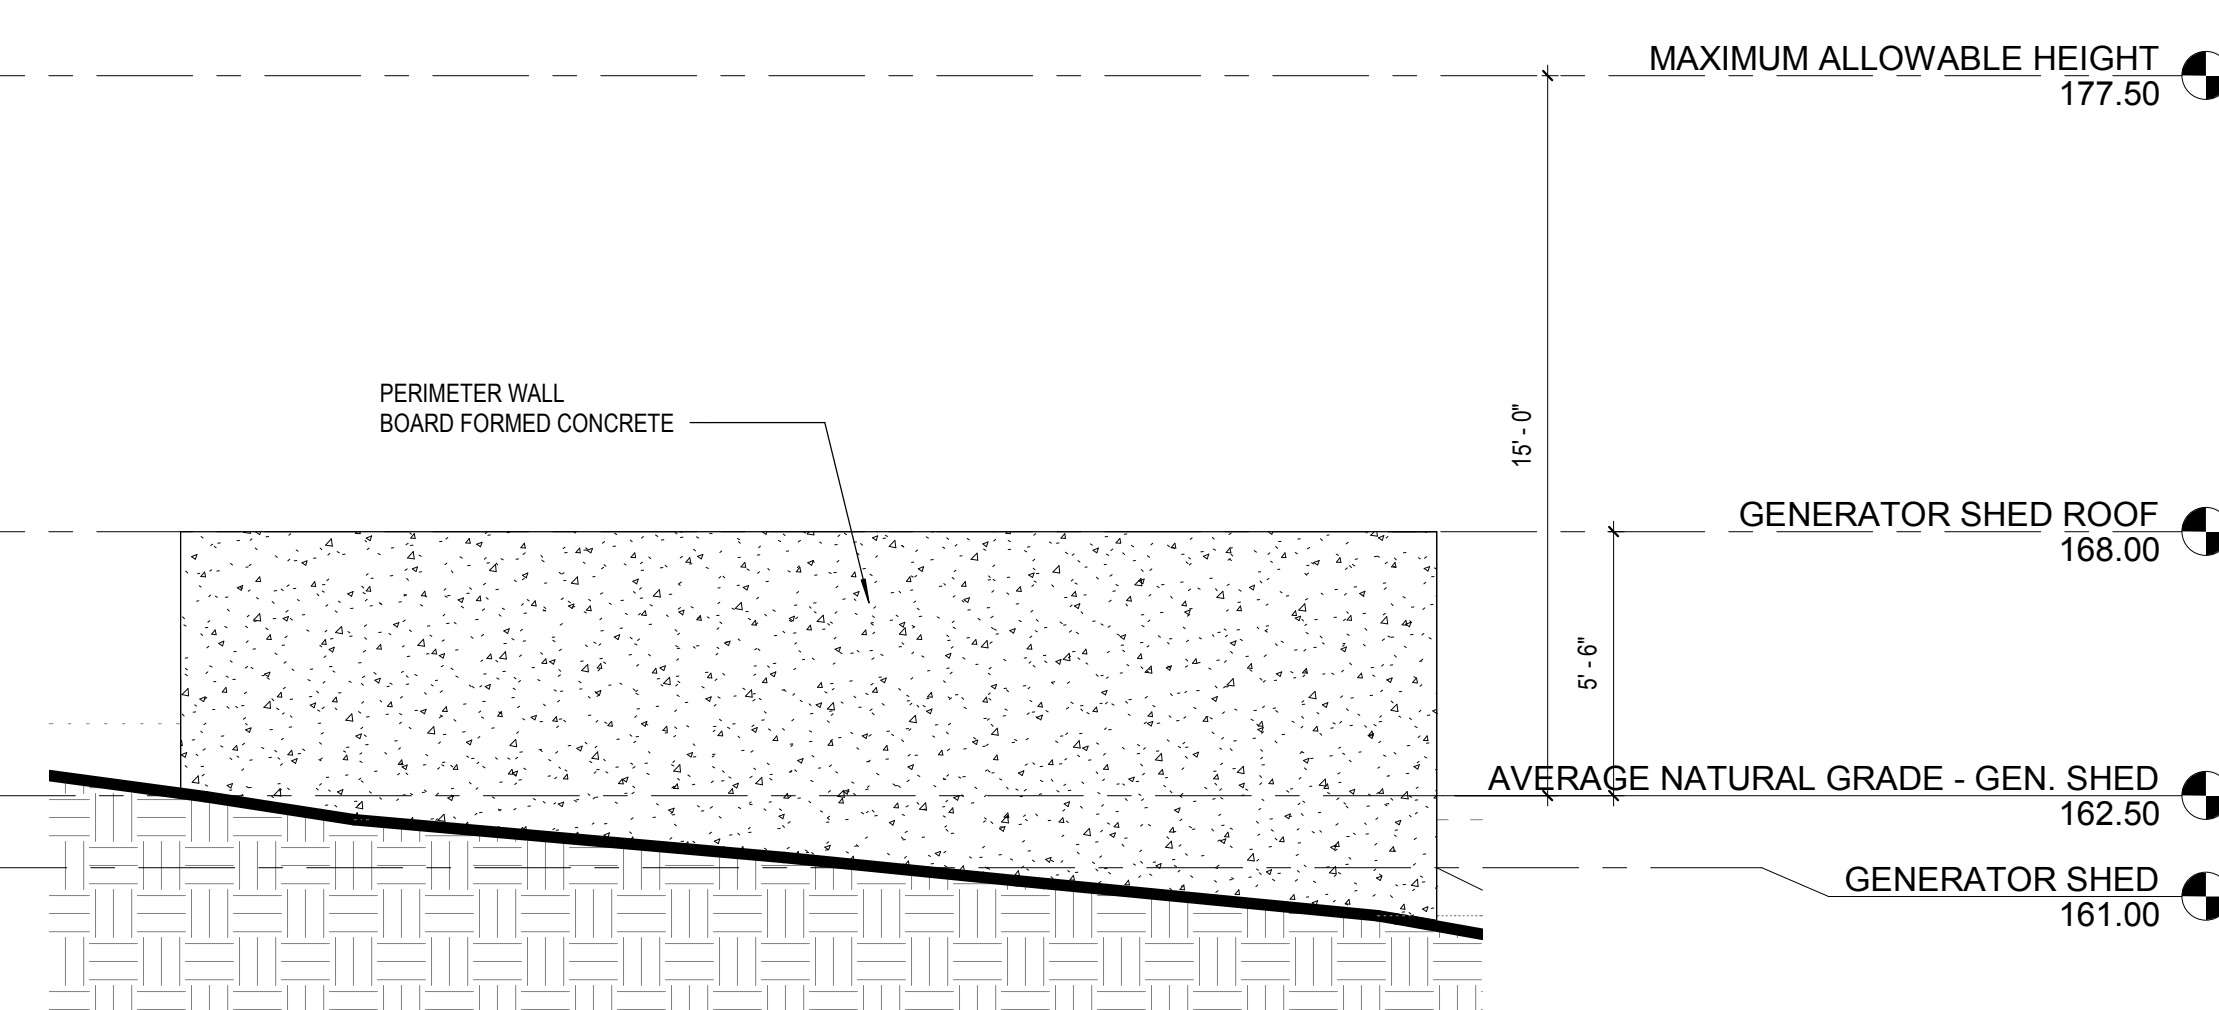 MAXIMUM ALLOWABLE HEIGHT
177.50
PERIMETER WALL
BOARD FORMED CONCRETE
15' - 0"
GENERATOR SHED ROOF
168.00
5' - 6"
AVERAGE NATURAL GRADE - GEN. SHED
162.50
GENERATOR SHED
161.00